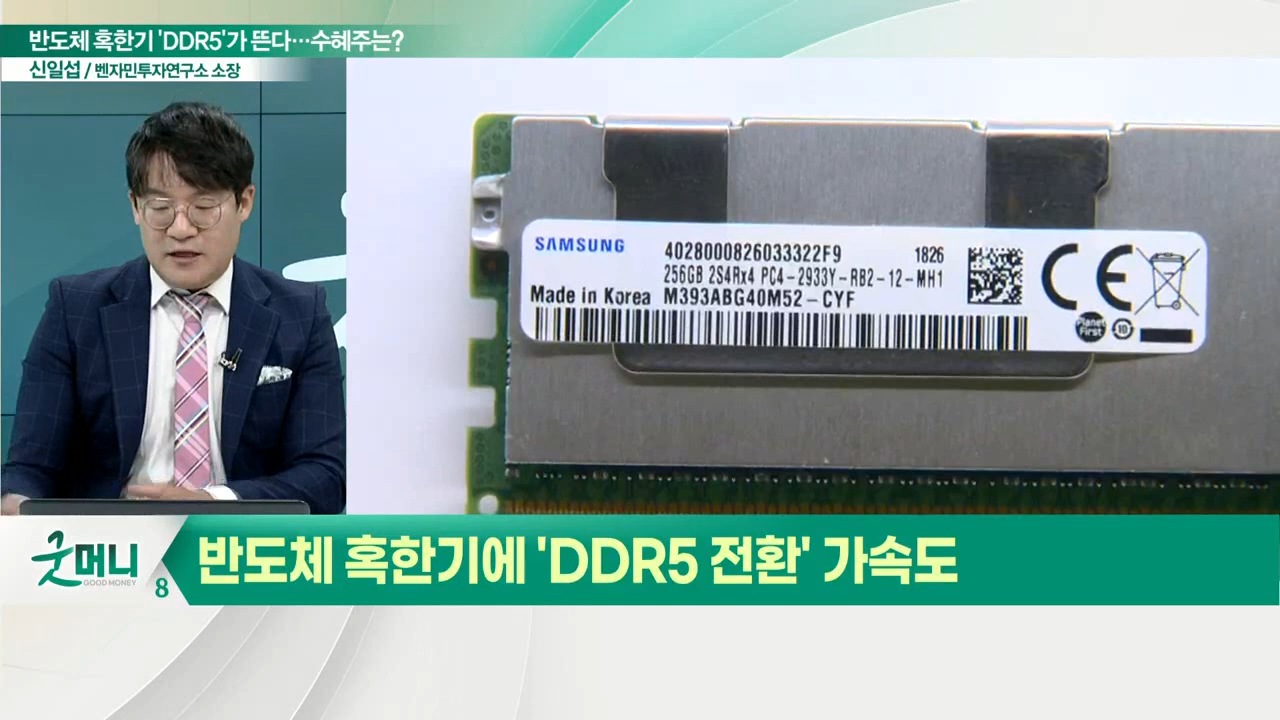 반도체 혹한기 'DDR5'가 뜬다…수혜주는?
신일섭 / 벤자민투자연구소 소장
SAMSUNG
4028000826033322F9
1826
256GB 2S4Rx4 PC4-2933Y-RB2-12-MH1
Made in Korea M393ABG40M52-CYF
Planet First
10
굿머니
GOOD MONEY
8
반도체 혹한기에 'DDR5 전환' 가속도